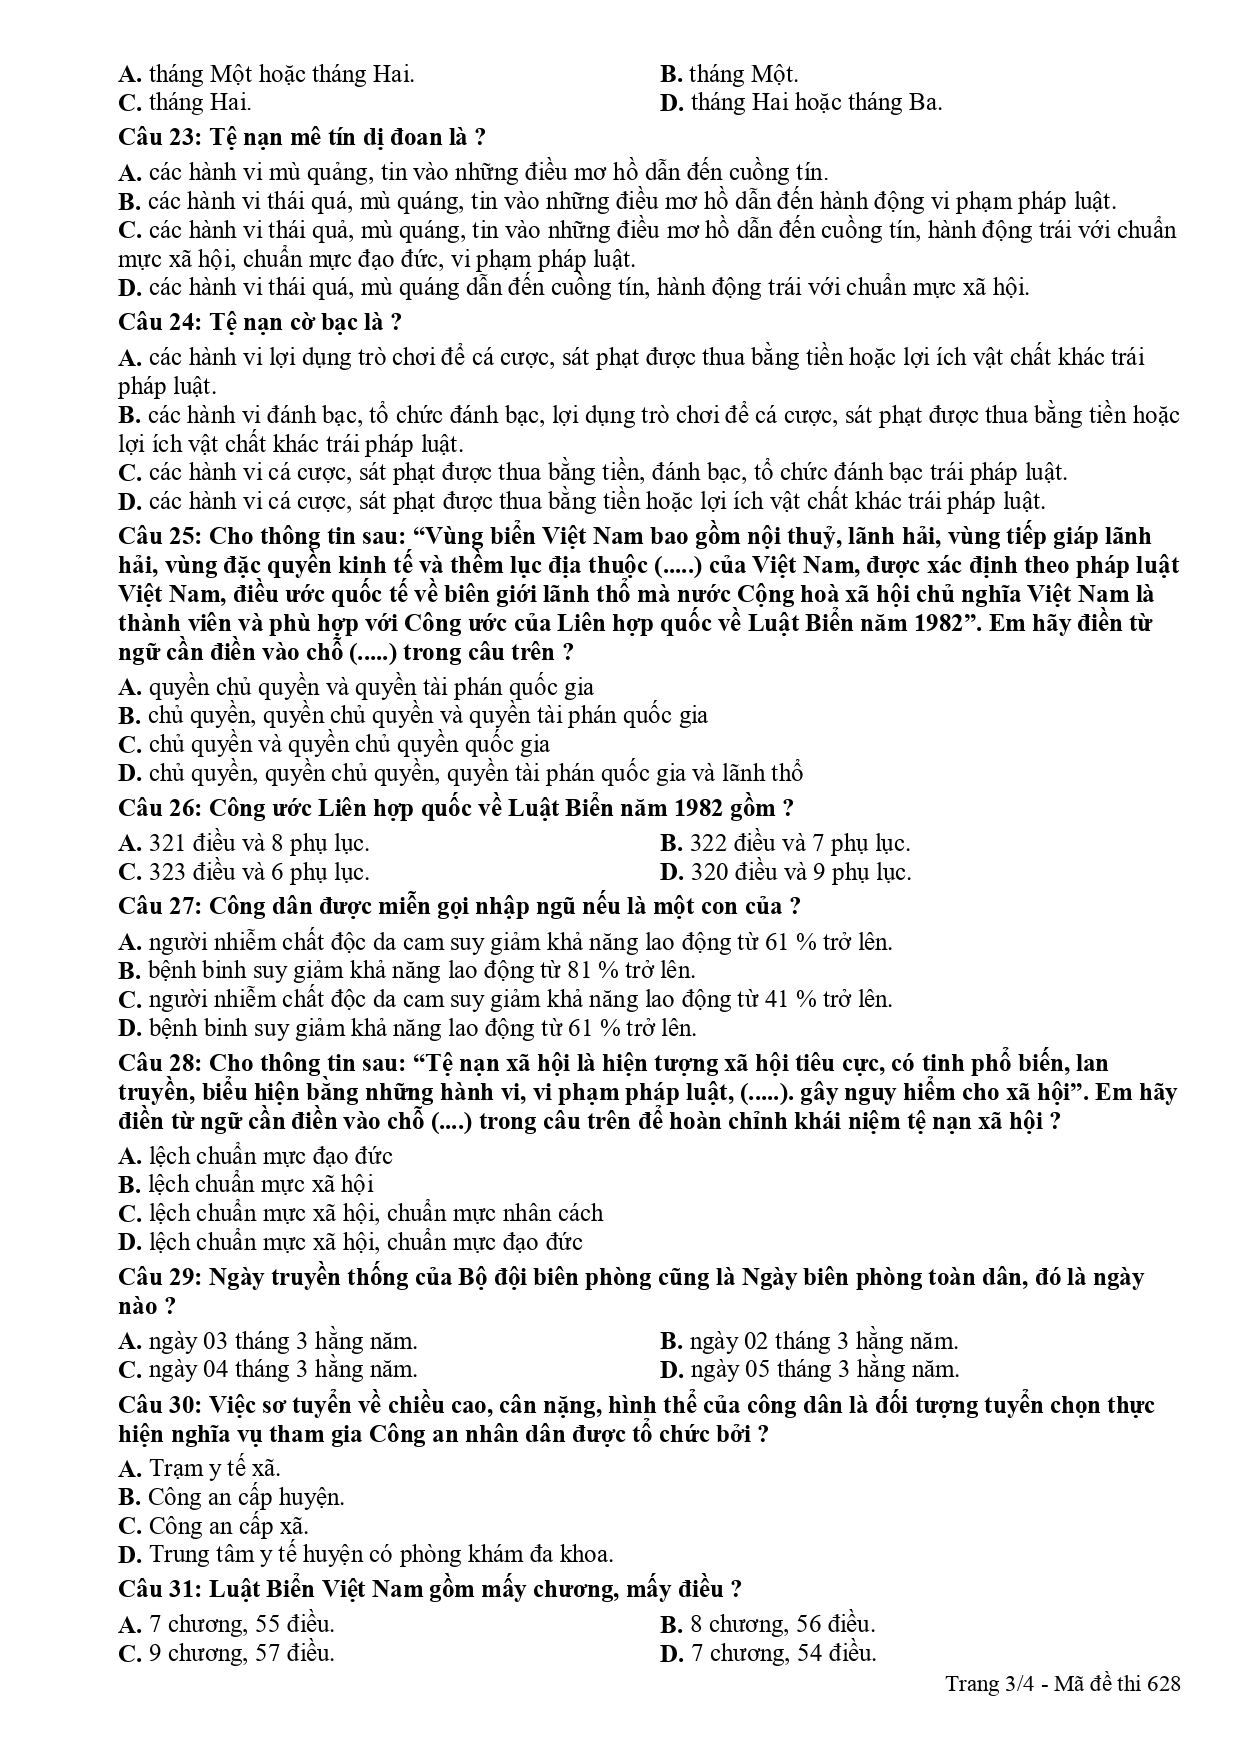 A. tháng Một hoặc tháng Hai. B. tháng Một.
C. tháng Hai. D. tháng Hai hoặc tháng Ba.
Câu 23: Tệ nạn mê tín dị đoan là ?
A. các hành vi mù quảng, tin vào những điều mơ hồ dẫn đến cuồng tín.
B. các hành vi thái quá, mù quáng, tin vào những điều mơ hồ dẫn đến hành động vi phạm pháp luật.
C. các hành vi thái quả, mù quáng, tin vào những điều mơ hồ dẫn đến cuồng tín, hành động trái với chuẩn
mực xã hội, chuẩn mực đạo đức, vi phạm pháp luật.
D. các hành vi thái quá, mù quáng dẫn đến cuồng tín, hành động trái với chuẩn mực xã hội.
Câu 24: Tệ nạn cờ bạc là ?
A. các hành vi lợi dụng trò chơi để cá cược, sát phạt được thua bằng tiền hoặc lợi ích vật chất khác trái
pháp luật.
B. các hành vi đánh bạc, tổ chức đánh bạc, lợi dụng trò chơi để cá cược, sát phạt được thua bằng tiền hoặc
lợi ích vật chất khác trái pháp luật.
C. các hành vi cá cược, sát phạt được thua bằng tiền, đánh bạc, tổ chức đánh bạc trái pháp luật.
D. các hành vi cá cược, sát phạt được thua bằng tiền hoặc lợi ích vật chất khác trái pháp luật.
Câu 25: Cho thông tin sau: “Vùng biển Việt Nam bao gồm nội thuỷ, lãnh hải, vùng tiếp giáp lãnh
hải, vùng đặc quyền kinh tế và thềm lục địa thuộc (.....) của Việt Nam, được xác định theo pháp luật
Việt Nam, điều ước quốc tế về biên giới lãnh thổ mà nước Cộng hoà xã hội chủ nghĩa Việt Nam là
thành viên và phù hợp với Công ước của Liên hợp quốc về Luật Biển năm 1982”. Em hãy điền từ
ngữ cần điền vào chỗ (.....) trong câu trên ?
A. quyền chủ quyền và quyền tài phán quốc gia
B. chủ quyền, quyền chủ quyền và quyền tài phán quốc gia
C. chủ quyền và quyền chủ quyền quốc gia
D. chủ quyền, quyền chủ quyền, quyền tài phán quốc gia và lãnh thổ
Câu 26: Công ước Liên hợp quốc về Luật Biển năm 1982 gồm ?
A. 321 điều và 8 phụ lục. B. 322 điều và 7 phụ lục.
C. 323 điều và 6 phụ lục. D. 320 điều và 9 phụ lục.
Câu 27: Công dân được miễn gọi nhập ngũ nếu là một con của ?
A. người nhiễm chất độc da cam suy giảm khả năng lao động từ 61 % trở lên.
B. bệnh binh suy giảm khả năng lao động từ 81 % trở lên.
C. người nhiễm chất độc da cam suy giảm khả năng lao động từ 41 % trở lên.
D. bệnh binh suy giảm khả năng lao động từ 61 % trở lên.
Câu 28: Cho thông tin sau: “Tệ nạn xã hội là hiện tượng xã hội tiêu cực, có tinh phổ biến, lan
truyền, biểu hiện bằng những hành vi, vi phạm pháp luật, (.....). gây nguy hiểm cho xã hội”. Em hãy
điền từ ngữ cần điền vào chỗ (....) trong câu trên để hoàn chỉnh khái niệm tệ nạn xã hội ?
A. lệch chuẩn mực đạo đức
B. lệch chuẩn mực xã hội
C. lệch chuẩn mực xã hội, chuẩn mực nhân cách
D. lệch chuẩn mực xã hội, chuẩn mực đạo đức
Câu 29: Ngày truyền thống của Bộ đội biên phòng cũng là Ngày biên phòng toàn dân, đó là ngày
nào ?
A. ngày 03 tháng 3 hằng năm. B. ngày 02 tháng 3 hằng năm.
C. ngày 04 tháng 3 hằng năm. D. ngày 05 tháng 3 hằng năm.
Câu 30: Việc sơ tuyển về chiều cao, cân nặng, hình thể của công dân là đối tượng tuyển chọn thực
hiện nghĩa vụ tham gia Công an nhân dân được tổ chức bởi ?
A. Trạm y tế xã.
B. Công an cấp huyện.
C. Công an cấp xã.
D. Trung tâm y tế huyện có phòng khám đa khoa.
Câu 31: Luật Biển Việt Nam gồm mấy chương, mấy điều ?
A. 7 chương, 55 điều. B. 8 chương, 56 điều.
C. 9 chương, 57 điều. D. 7 chương, 54 điều.
Trang 3/4 - Mã đề thi 628